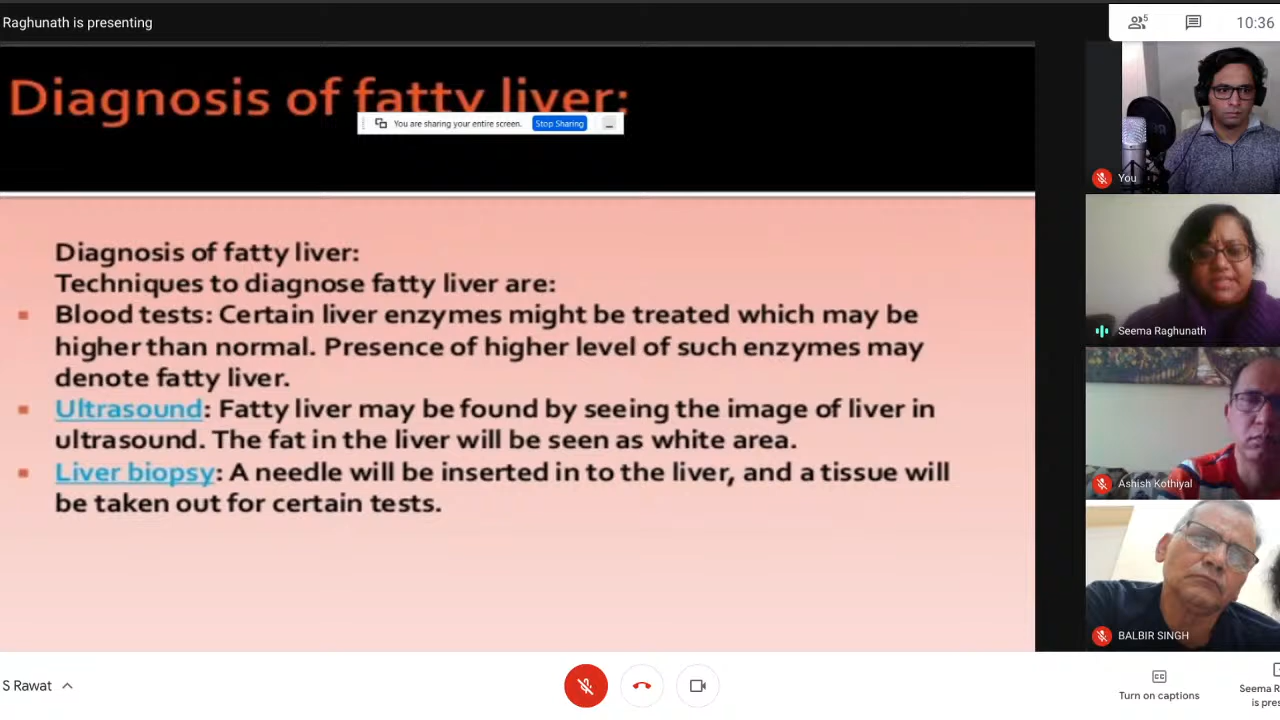 Raghunath is presenting
5
10:36
Diagnosis of fatty liver:
You are sharing your entire screen. Stop Sharing
Diagnosis of fatty liver:
Techniques to diagnose fatty liver are:
Blood tests: Certain liver enzymes might be treated which may be
higher than normal. Presence of higher level of such enzymes may
denote fatty liver.
Ultrasound: Fatty liver may be found by seeing the image of liver in
ultrasound. The fat in the liver will be seen as white area.
Liver biopsy: A needle will be inserted in to the liver, and a tissue will
be taken out for certain tests.
You
Seema Raghunath
Ashish Kothiyal
BALBIR SINGH
S Rawat
CC
Turn on captions
Seema R
is pres